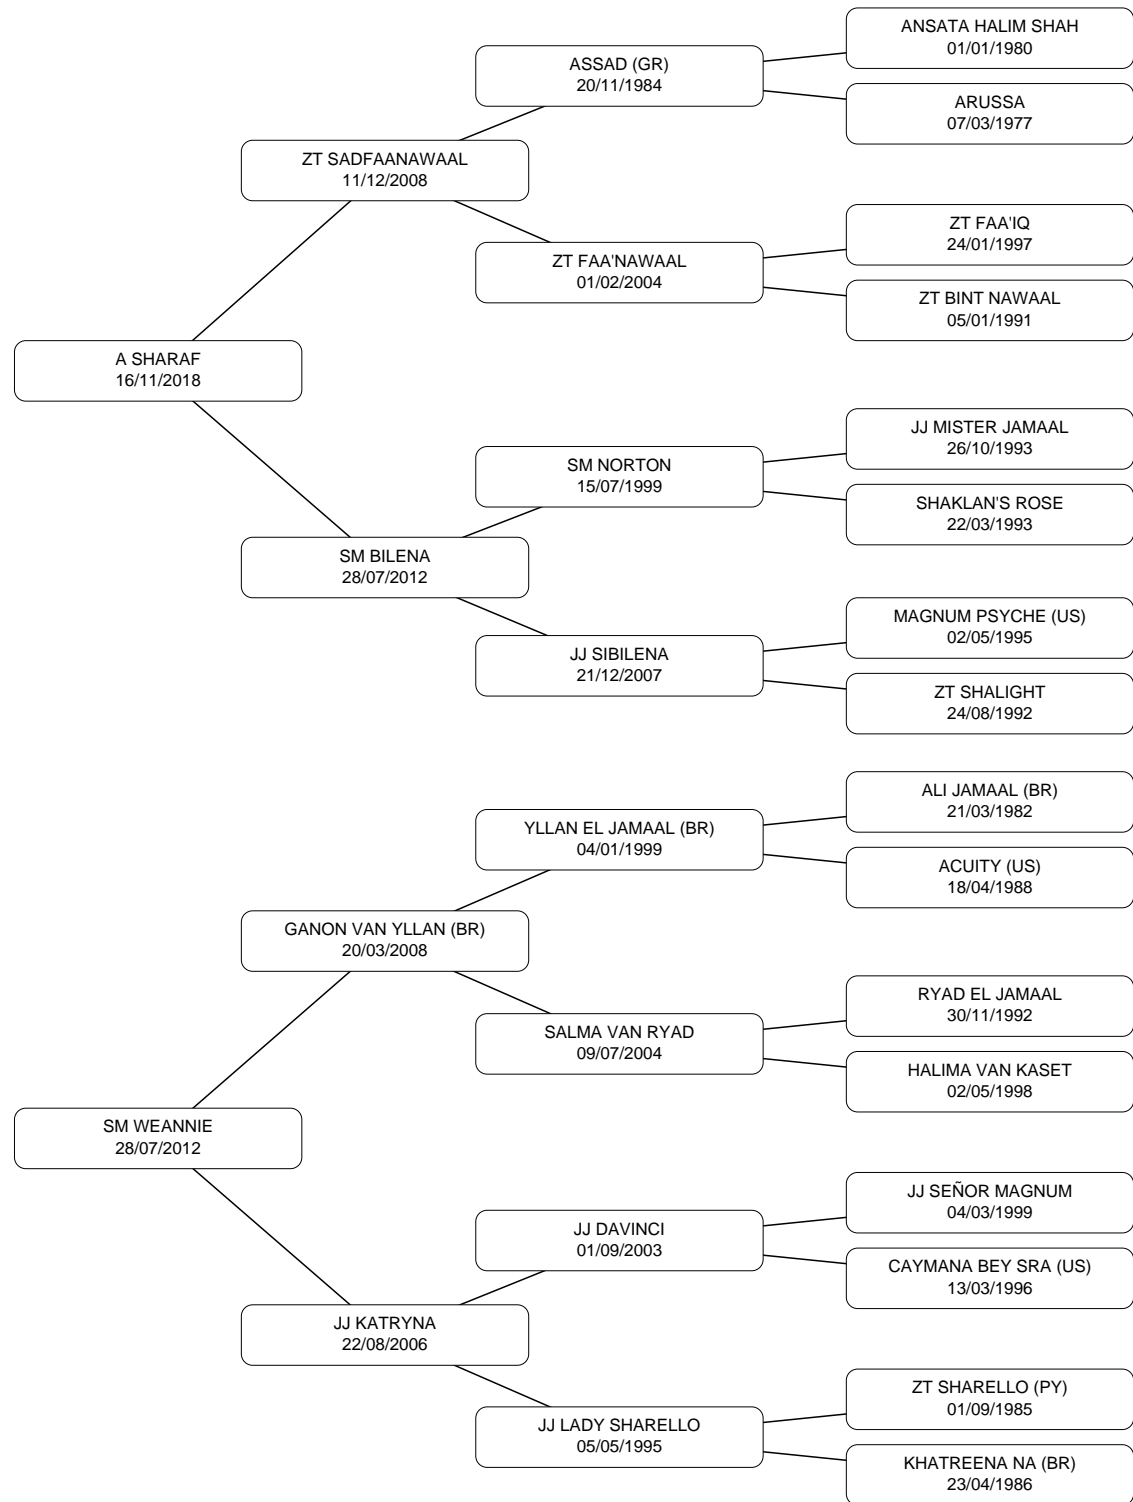 ANSATA HALIM SHAH
01/01/1980
ASSAD (GR)
20/11/1984
ARUSSA
07/03/1977
ZT SADFAANAWAAL
11/12/2008
ZT FAA'IQ
24/01/1997
ZT FAA'NAWAAL
01/02/2004
ZT BINT NAWAAL
05/01/1991
A SHARAF
16/11/2018
JJ MISTER JAMAAL
26/10/1993
SM NORTON
15/07/1999
SHAKLAN'S ROSE
22/03/1993
SM BILENA
28/07/2012
MAGNUM PSYCHE (US)
02/05/1995
JJ SIBILENA
21/12/2007
ZT SHALIGHT
24/08/1992
ALI JAMAAL (BR)
21/03/1982
YLLAN EL JAMAAL (BR)
04/01/1999
ACUITY (US)
18/04/1988
GANON VAN YLLAN (BR)
20/03/2008
RYAD EL JAMAAL
30/11/1992
SALMA VAN RYAD
09/07/2004
HALIMA VAN KASET
02/05/1998
SM WEANNIE
28/07/2012
JJ SEÑOR MAGNUM
04/03/1999
JJ DAVINCI
01/09/2003
CAYMANA BEY SRA (US)
13/03/1996
JJ KATRYNA
22/08/2006
ZT SHARELLO (PY)
01/09/1985
JJ LADY SHARELLO
05/05/1995
KHATREENA NA (BR)
23/04/1986